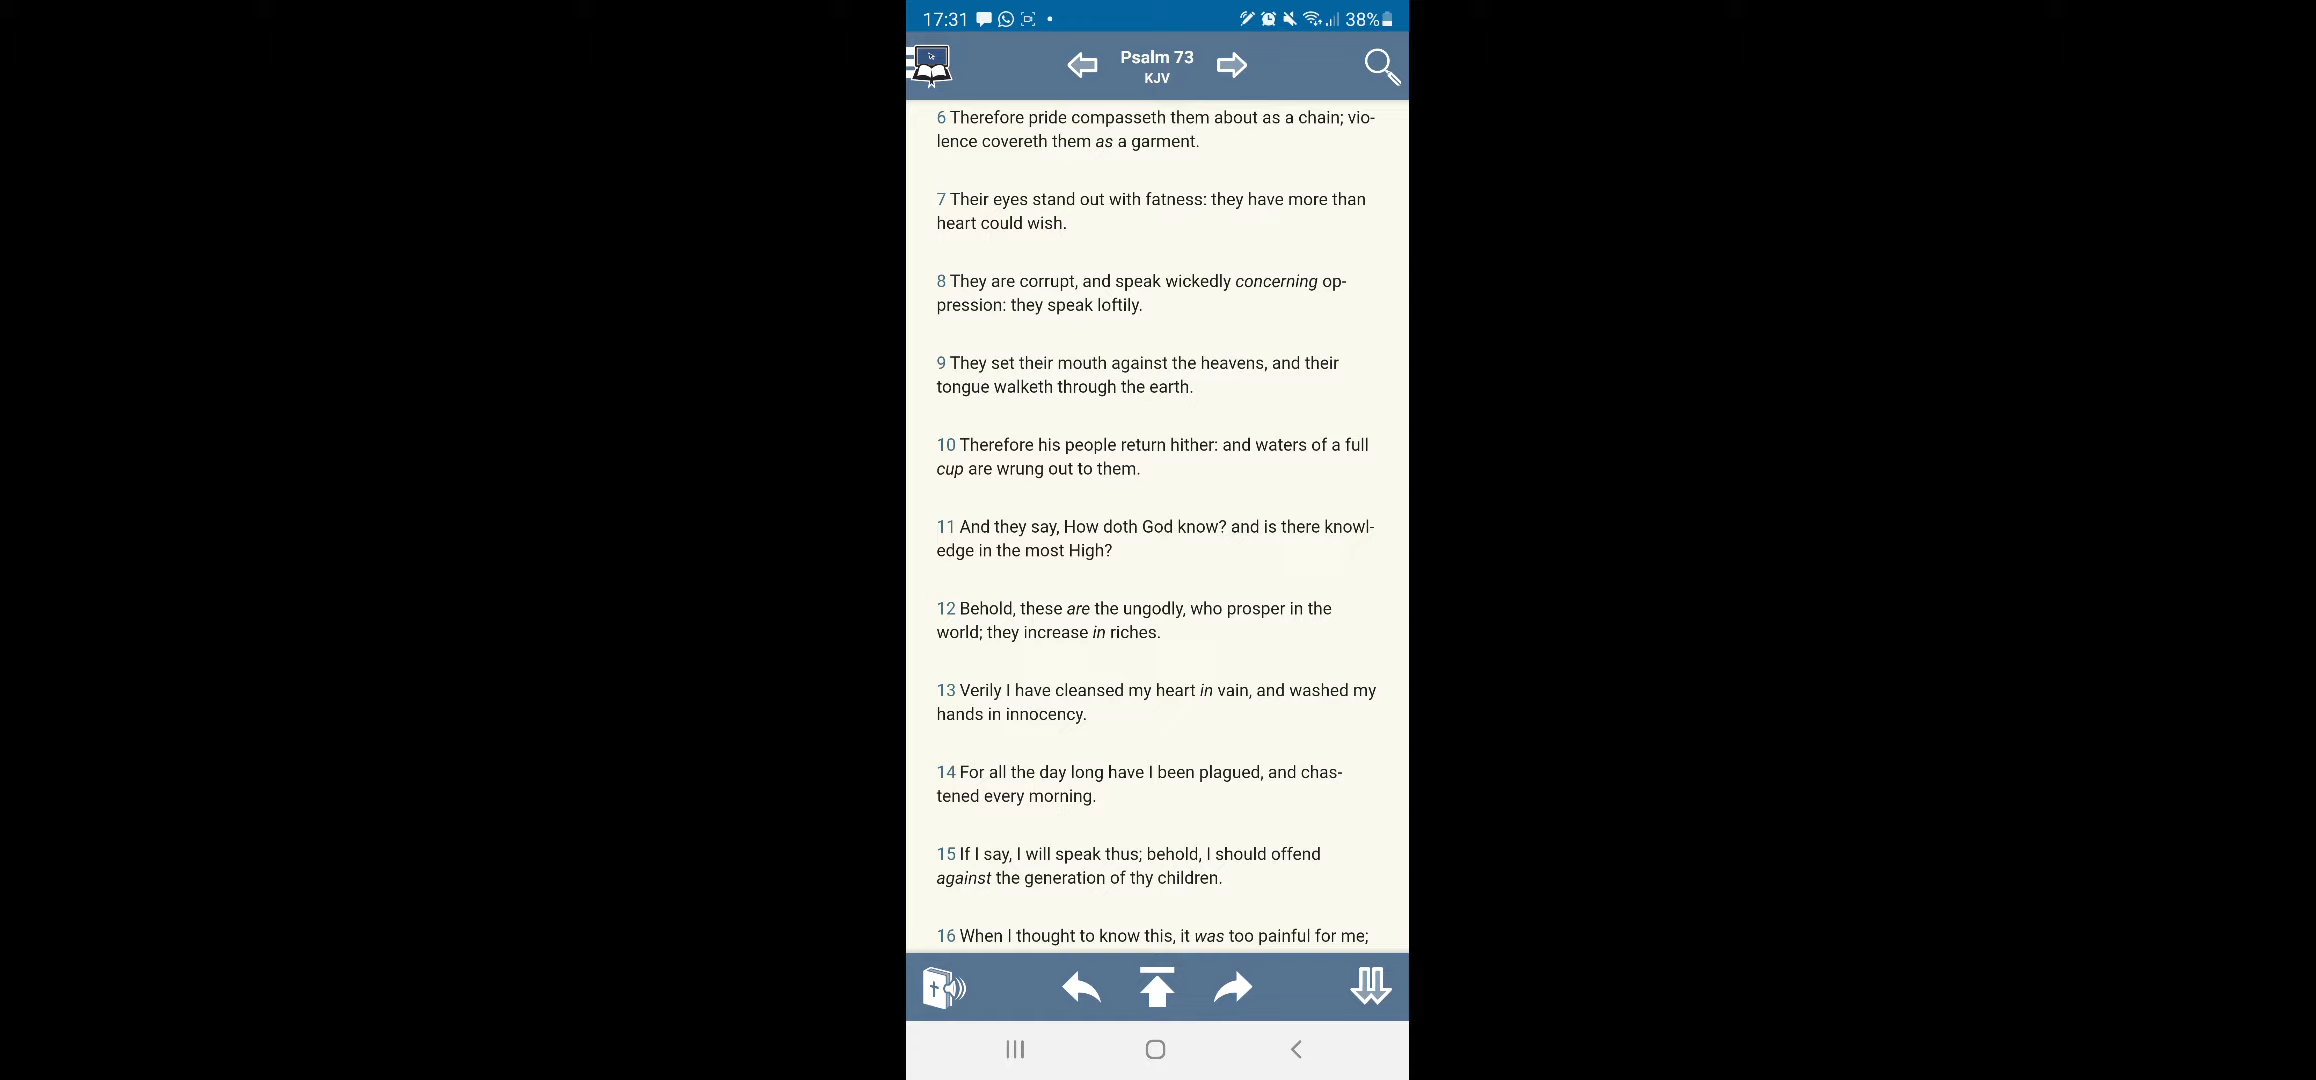 17:31 38%
Psalm 73
KJV
6 Therefore pride compasseth them about as a chain; vio-
lence covereth them as a garment.
7 Their eyes stand out with fatness: they have more than
heart could wish.
8 They are corrupt, and speak wickedly concerning op-
pression: they speak loftily.
9 They set their mouth against the heavens, and their
tongue walketh through the earth.
10 Therefore his people return hither: and waters of a full
cup are wrung out to them.
11 And they say, How doth God know? and is there knowl-
edge in the most High?
12 Behold, these are the ungodly, who prosper in the
world; they increase in riches.
13 Verily I have cleansed my heart in vain, and washed my
hands in innocency.
14 For all the day long have I been plagued, and chas-
tened every morning.
15 If I say, I will speak thus; behold, I should offend
against the generation of thy children.
16 When I thought to know this, it was too painful for me;